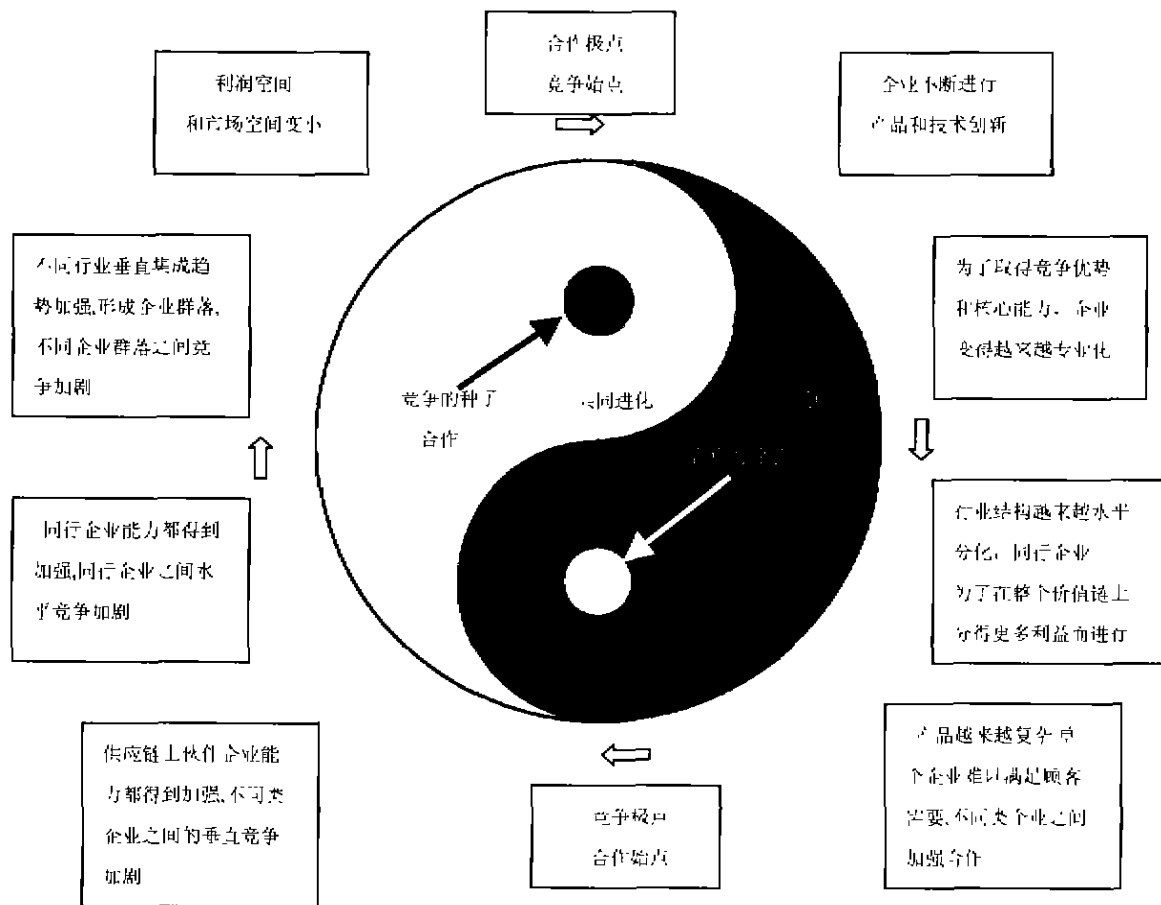 合作极点
竞争始点
利润空间
和市场空间变小
企业不断进行
产品和技术创新
不同行业垂直集成趋
势加强,形成企业群落,
不同企业群落之间竞
争加剧
为了取得竞争优势
和核心能力，企业
变得越来越专业化
竞争的种子
共同进化
合作
同行企业能力都得到
加强,同行企业之间水
平竞争加剧
行业结构越来越水平
分化，同行企业
为了在整个价值链上
分得更多利益而进行
供应链上伙伴企业能
力都得到加强,不同类
企业之间的垂直竞争
加剧
竞争极点
合作始点
产品越来越复杂,单
个企业难以满足顾客
需要,不同类企业之间
加强合作